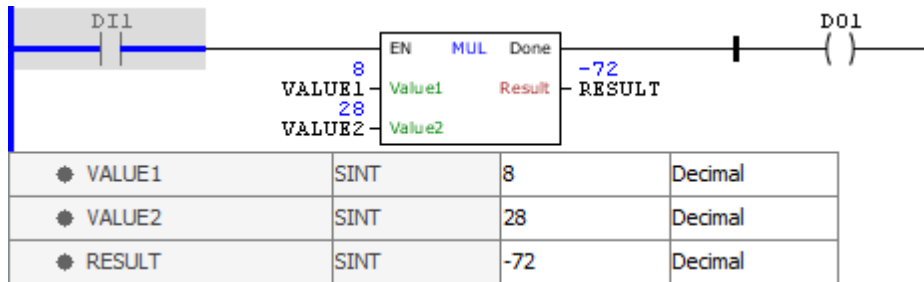 DI1 DO1
EN MUL Done
8 -72
VALUE1 Value1 Result RESULT
28
VALUE2 Value2
VALUE1 SINT 8 Decimal
VALUE2 SINT 28 Decimal
RESULT SINT -72 Decimal